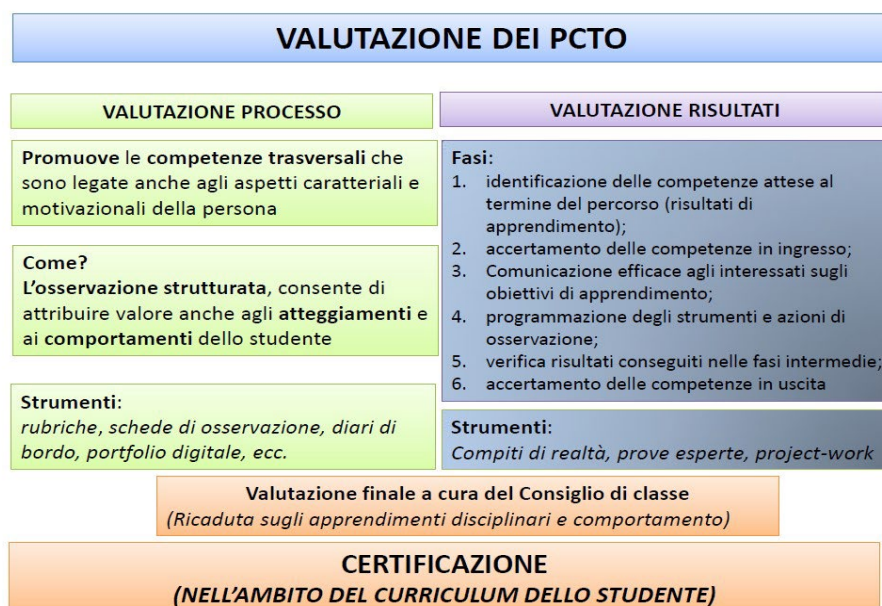 VALUTAZIONE DEI PCTO
VALUTAZIONE PROCESSO
Promuove le competenze trasversali che
sono legate anche agli aspetti caratteriali e
motivazionali della persona
Come?
L'osservazione strutturata, consente di
attribuire valore anche agli atteggiamenti e
ai comportamenti dello studente
Strumenti:
rubriche, schede di osservazione, diari di
bordo, portfolio digitale, ecc.
VALUTAZIONE RISULTATI
Fasi:
1. identificazione delle competenze attese al
termine del percorso (risultati di
apprendimento);
2. accertamento delle competenze in ingresso;
3. Comunicazione efficace agli interessati sugli
obiettivi di apprendimento;
4. programmazione degli strumenti e azioni di
osservazione;
5. verifica risultati conseguiti nelle fasi intermedie;
6. accertamento delle competenze in uscita
Strumenti:
Compiti di realtà, prove esperte, project-work
Valutazione finale a cura del Consiglio di classe
(Ricaduta sugli apprendimenti disciplinari e comportamento)
CERTIFICAZIONE
(NELL'AMBITO DEL CURRICULUM DELLO STUDENTE)